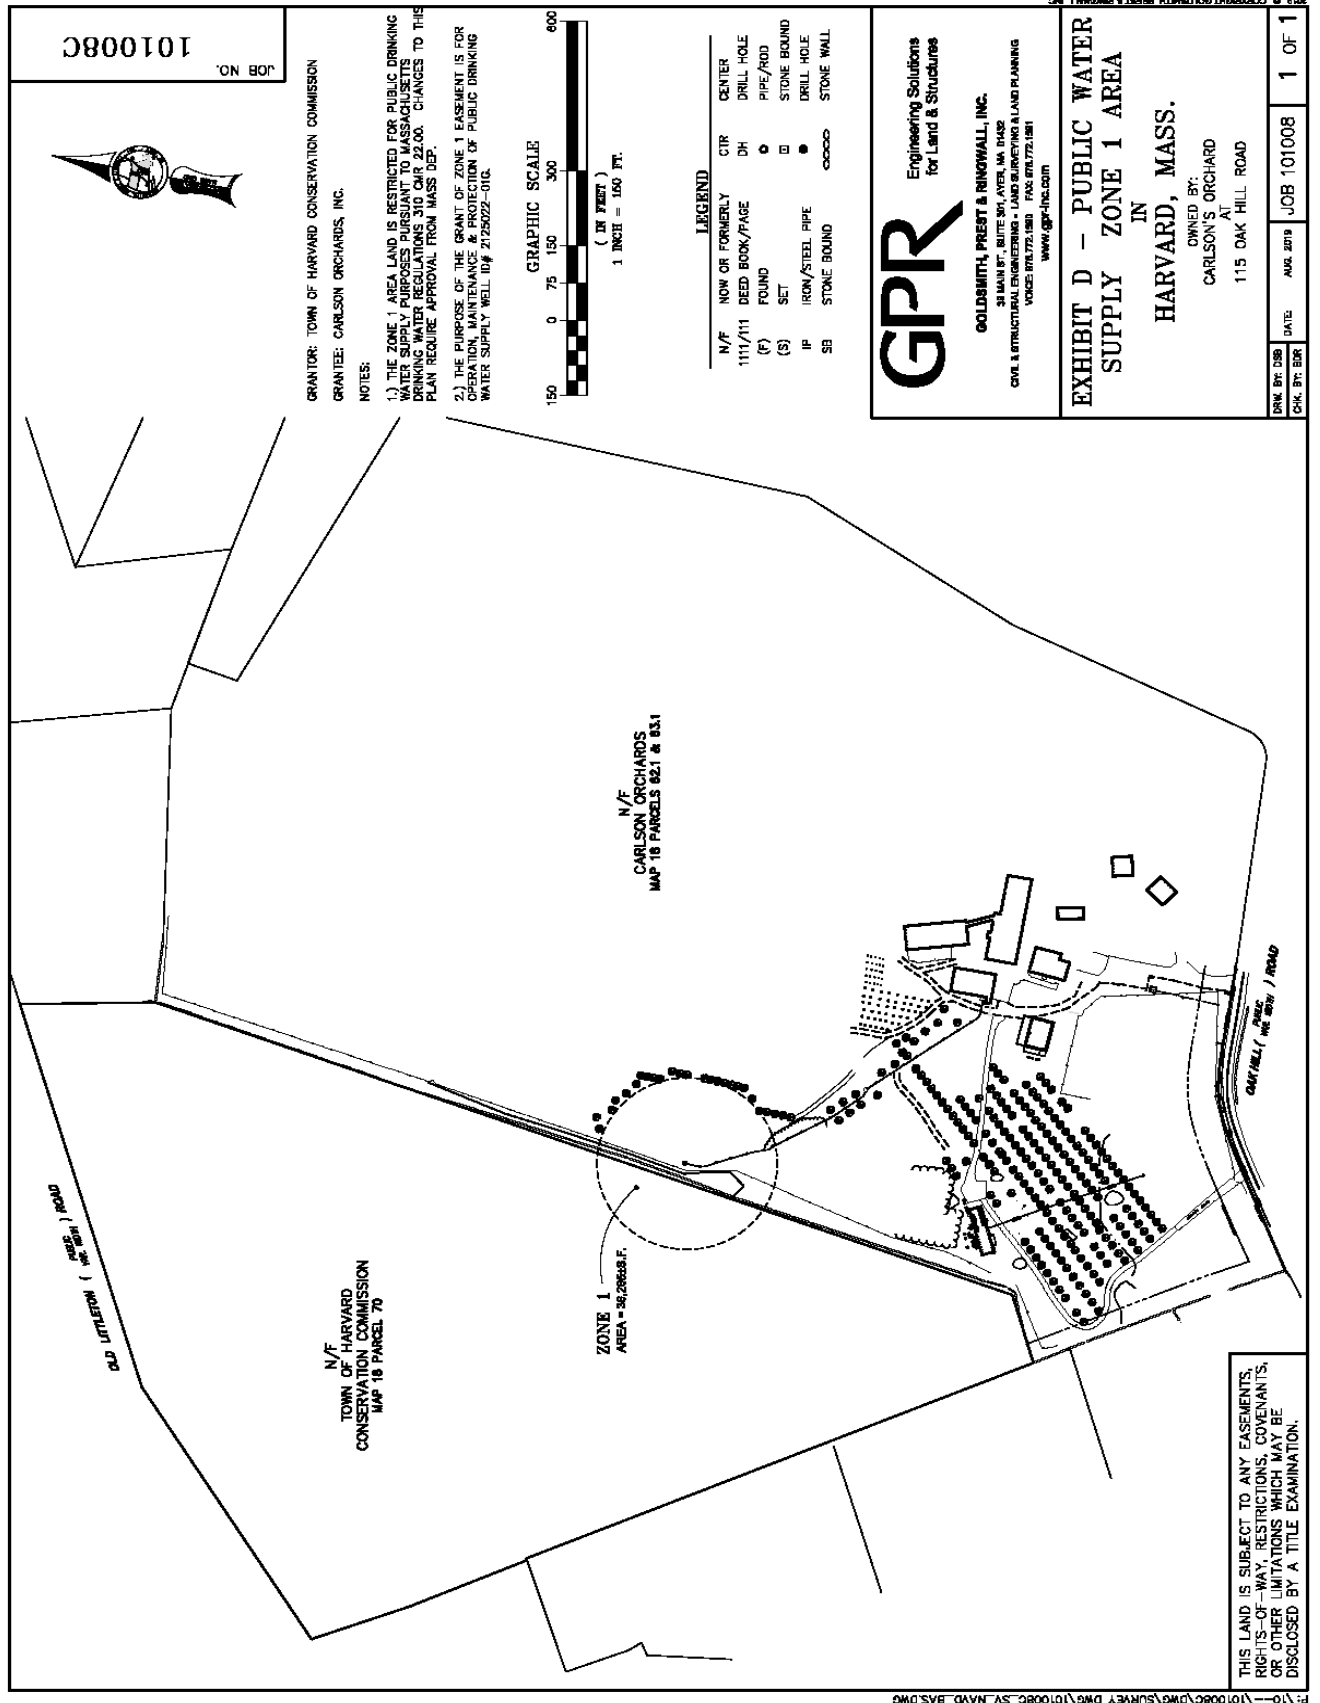 JOB NO.
101008C
GRANTOR: TOWN OF HARVARD CONSERVATION COMMISSION
GRANTEE: CARLSON ORCHARDS, INC.
NOTES:
1.) THE ZONE 1 AREA LAND IS RESTRICTED FOR PUBLIC DRINKING
WATER SUPPLY PURPOSES PURSUANT TO MASSACHUSETTS
DRINKING WATER REGULATIONS 310 CMR 22.00. CHANGES TO THIS
PLAN REQUIRE APPROVAL FROM MASS DEP.
2.) THE PURPOSE OF THE GRANT OF ZONE 1 EASEMENT IS FOR
OPERATION, MAINTENANCE & PROTECTION OF PUBLIC DRINKING
WATER SUPPLY WELL ID# 2125022-01G.
GRAPHIC SCALE
150 0 75 150 300 600
( IN FEET )
1 INCH = 150 FT.
LEGEND
N/F NOW OR FORMERLY CTR CENTER
1111/111 DEED BOOK/PAGE DH DRILL HOLE
(F) FOUND PIPE/ROD
(S) SET STONE BOUND
IP IRON/STEEL PIPE DRILL HOLE
SB STONE BOUND STONE WALL
GPR
Engineering Solutions
for Land & Structures
GOLDSMITH, PREST & RINGWALL, INC.
39 MAIN ST., SUITE 301, AYER, MA 01432
CIVIL & STRUCTURAL ENGINEERING - LAND SURVEYING & LAND PLANNING
VOICE: 978.772.1590 FAX: 978.772.1591
www.gpr-inc.com
EXHIBIT D - PUBLIC WATER
SUPPLY ZONE 1 AREA
IN
HARVARD, MASS.
OWNED BY:
CARLSON'S ORCHARD
AT
115 OAK HILL ROAD
DRW. BY: DSB
CHK. BY: BDR
DATE: AUG. 2019
JOB 101008
1 OF 1
N/F
CARLSON ORCHARDS
MAP 18 PARCELS 62.1 & 63.1
N/F
TOWN OF HARVARD
CONSERVATION COMMISSION
MAP 18 PARCEL 70
ZONE 1
OLD LITTLETON ( PUBLIC ) ROAD
OAK HILL ( PUBLIC ) ROAD
THIS LAND IS SUBJECT TO ANY EASEMENTS,
RIGHTS-OF-WAY, RESTRICTIONS, COVENANTS,
OR OTHER LIMITATIONS WHICH MAY BE
DISCLOSED BY A TITLE EXAMINATION.